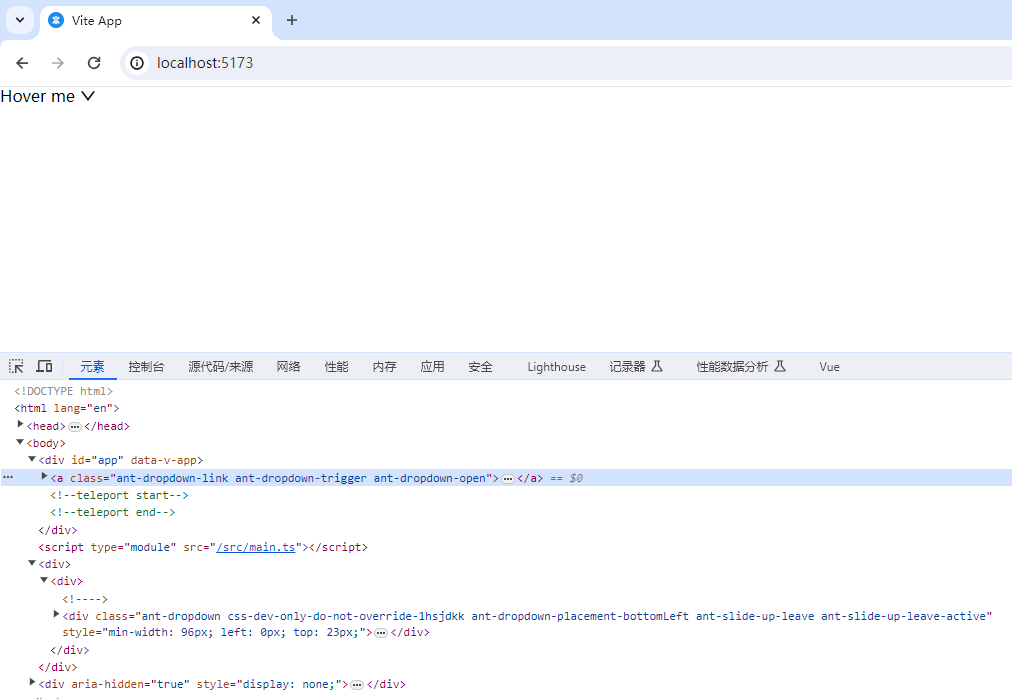 Vite App
localhost:5173
Hover me
元素 控制台 源代码/来源 网络 性能 内存 应用 安全 Lighthouse 记录器 性能数据分析 Vue
<!DOCTYPE html>
<html lang="en">
<head>…</head>
<body>
<div id="app" data-v-app>
<a class="ant-dropdown-link ant-dropdown-trigger ant-dropdown-open">…</a> == $0
<!--teleport start-->
<!--teleport end-->
</div>
<script type="module" src="/src/main.ts"></script>
<div>
<div>
<!---->
<div class="ant-dropdown css-dev-only-do-not-override-1hsjdkk ant-dropdown-placement-bottomLeft ant-slide-up-leave ant-slide-up-leave-active"
style="min-width: 96px; left: 0px; top: 23px;">…</div>
</div>
</div>
<div aria-hidden="true" style="display: none;">…</div>